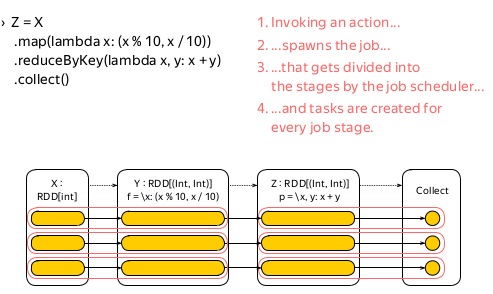 › Z = X
.map(lambda x: (x % 10, x / 10))
.reduceByKey(lambda x, y: x + y)
.collect()
1. Invoking an action...
2. ...spawns the job...
3. ...that gets divided into
the stages by the job scheduler...
4. ...and tasks are created for
every job stage.
X :
RDD[int]
Y : RDD[(Int, Int)]
f = \x: (x % 10, x / 10)
Z : RDD[(Int, Int)]
p = \ x, y: x + y
Collect